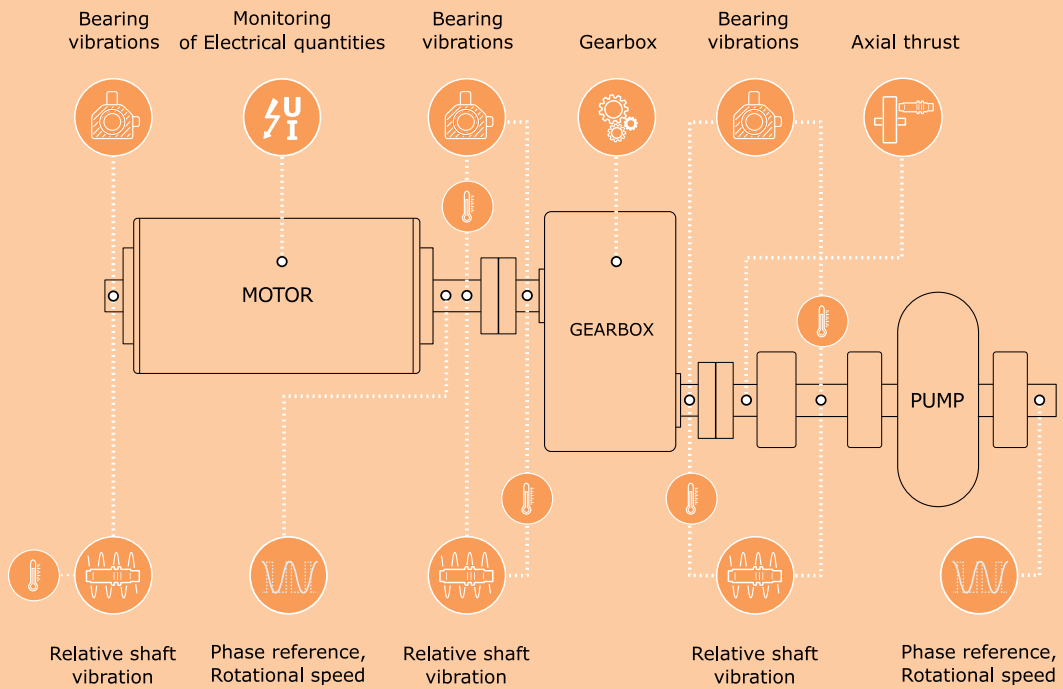 Bearing
vibrations
Monitoring
of Electrical quantities
Bearing
vibrations
Gearbox
Bearing
vibrations
Axial thrust
U
I
MOTOR
GEARBOX
PUMP
Relative shaft
vibration
Phase reference,
Rotational speed
Relative shaft
vibration
Relative shaft
vibration
Phase reference,
Rotational speed